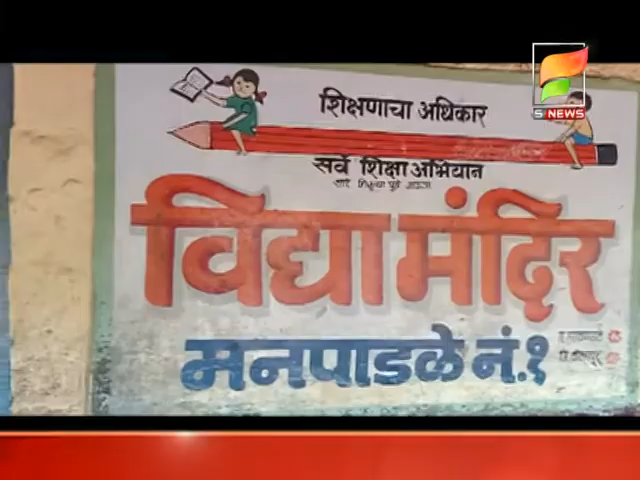 S NEWS
शिक्षणाचा अधिकार
सर्व शिक्षा अभियान
विद्या मंदिर
मनपाडळे नं.१